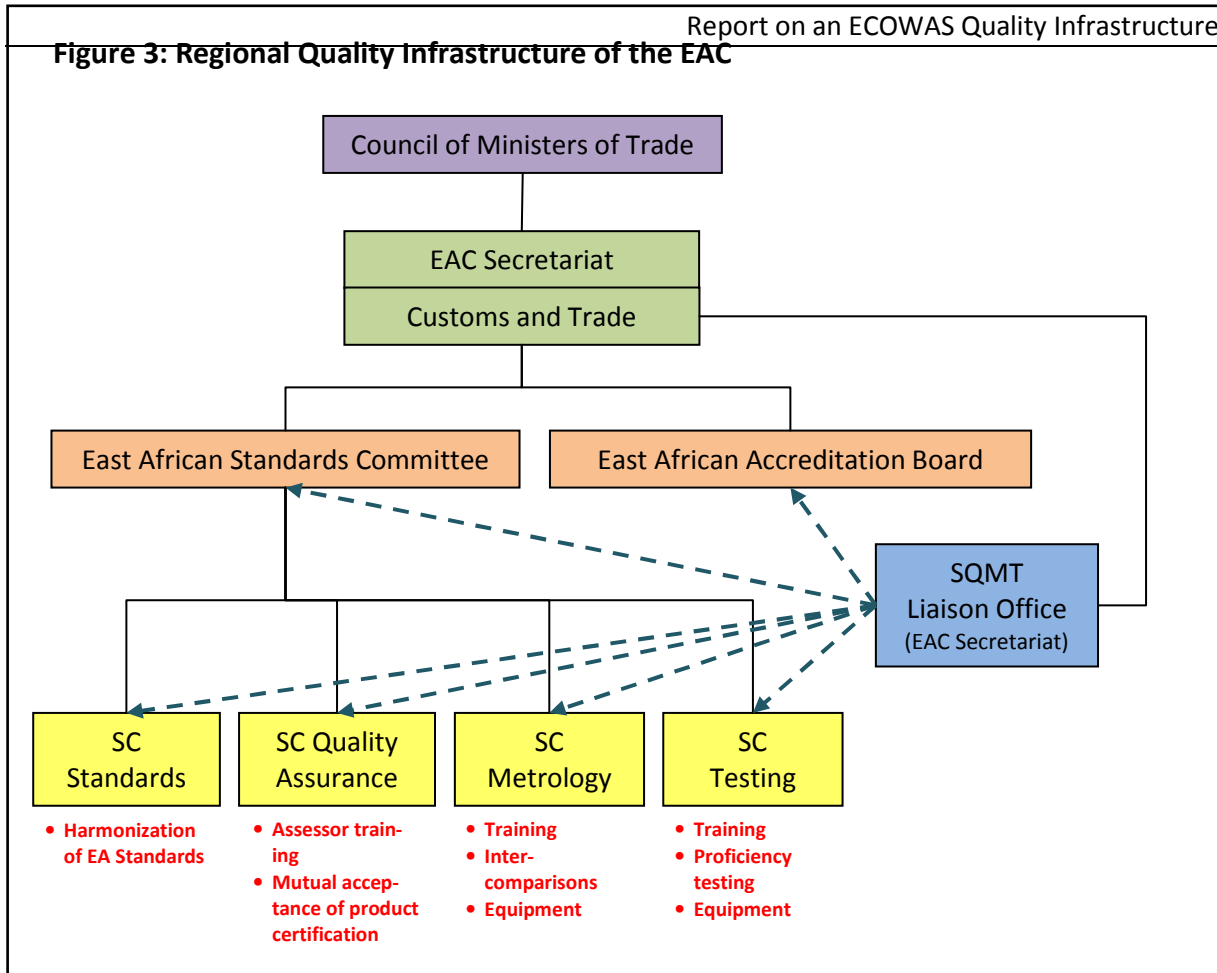 Report on an ECOWAS Quality Infrastructure
Figure 3: Regional Quality Infrastructure of the EAC
Council of Ministers of Trade
EAC Secretariat
Customs and Trade
East African Standards Committee
East African Accreditation Board
SQMT
Liaison Office
(EAC Secretariat)
SC
Standards
SC Quality
Assurance
SC
Metrology
SC
Testing
• Harmonization
of EA Standards
• Assessor train-
ing
• Mutual accep-
tance of product
certification
• Training
• Inter-
comparisons
• Equipment
• Training
• Proficiency
testing
• Equipment